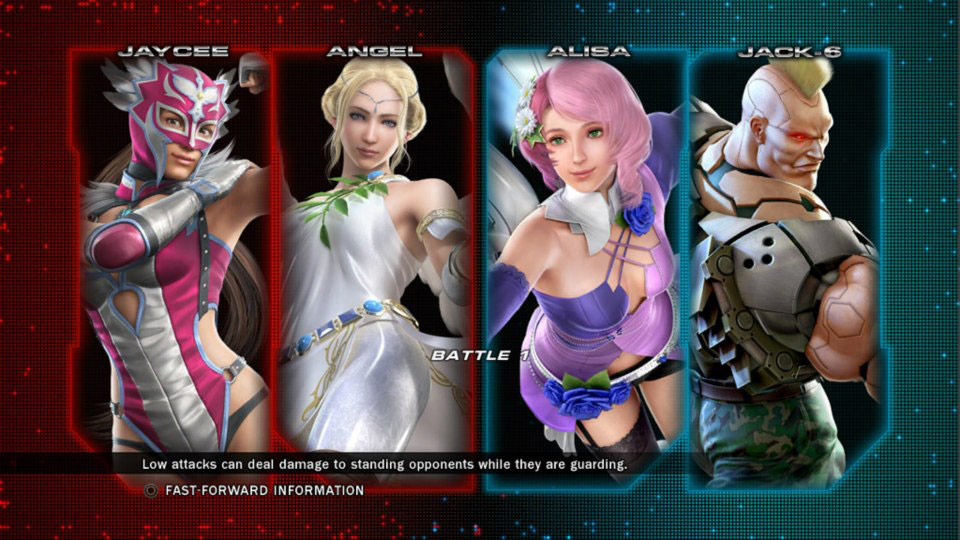 JAYCEE
ANGEL
ALISA
JACK-6
BATTLE 1
Low attacks can deal damage to standing opponents while they are guarding.
FAST-FORWARD INFORMATION